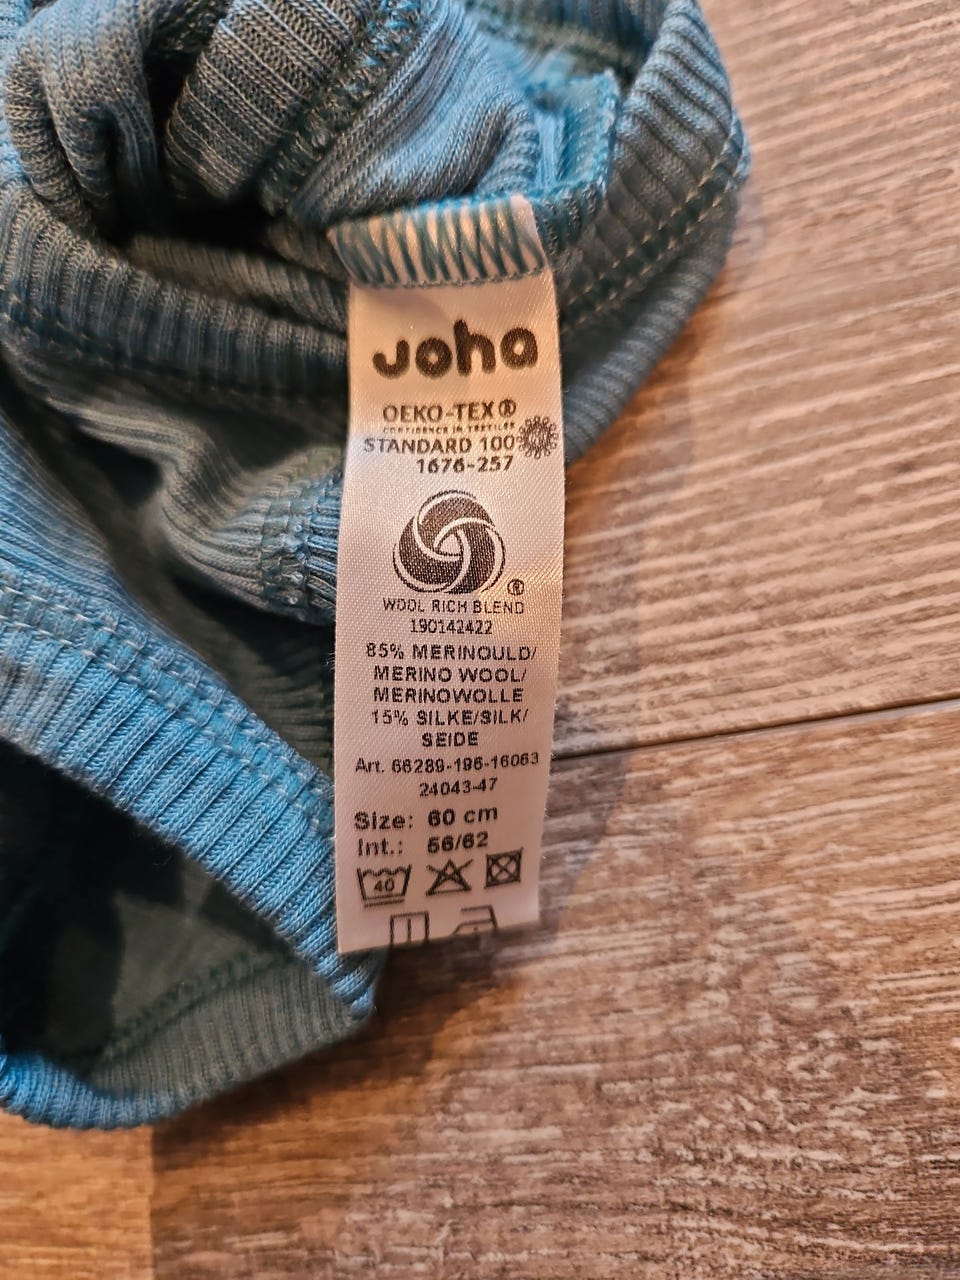 Joha
OEKO-TEX®
CONFIDENCE IN TEXTILES
STANDARD 100
1676-257
®
WOOL RICH BLEND
190142422
85% MERINOULD/
MERINO WOOL/
MERINOWOLLE
15% SILKE/SILK/
SEIDE
Art. 66289-196-16063
24043-47
Size: 60 cm
Int.: 56/62
40